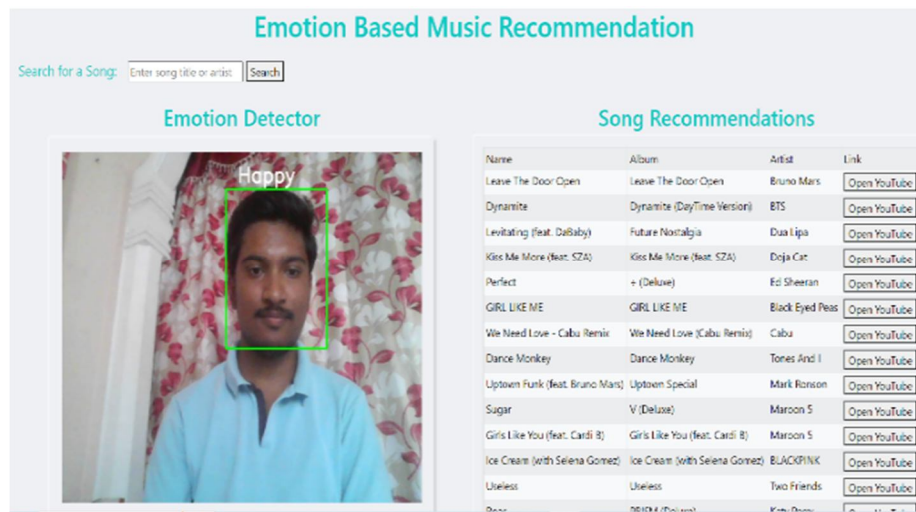 Emotion Based Music Recommendation
Search for a Song: Enter song title or artist Search
Emotion Detector
Happy
Song Recommendations
Name Album Artist Link
Leave The Door Open Leave The Door Open Bruno Mars Open YouTube
Dynamite Dynamite (DayTime Version) BTS Open YouTube
Levitating (feat. DaBaby) Future Nostalgia Dua Lipa Open YouTube
Kiss Me More (feat. SZA) Kiss Me More (feat. SZA) Doja Cat Open YouTube
Perfect ÷ (Deluxe) Ed Sheeran Open YouTube
GIRL LIKE ME GIRL LIKE ME Black Eyed Peas Open YouTube
We Need Love - Cabu Remix We Need Love (Cabu Remix) Cabu Open YouTube
Dance Monkey Dance Monkey Tones And I Open YouTube
Uptown Funk (feat. Bruno Mars) Uptown Special Mark Ronson Open YouTube
Sugar V (Deluxe) Maroon 5 Open YouTube
Girls Like You (feat. Cardi B) Girls Like You (feat. Cardi B) Maroon 5 Open YouTube
Ice Cream (with Selena Gomez) Ice Cream (with Selena Gomez) BLACKPINK Open YouTube
Useless Useless Two Friends Open YouTube